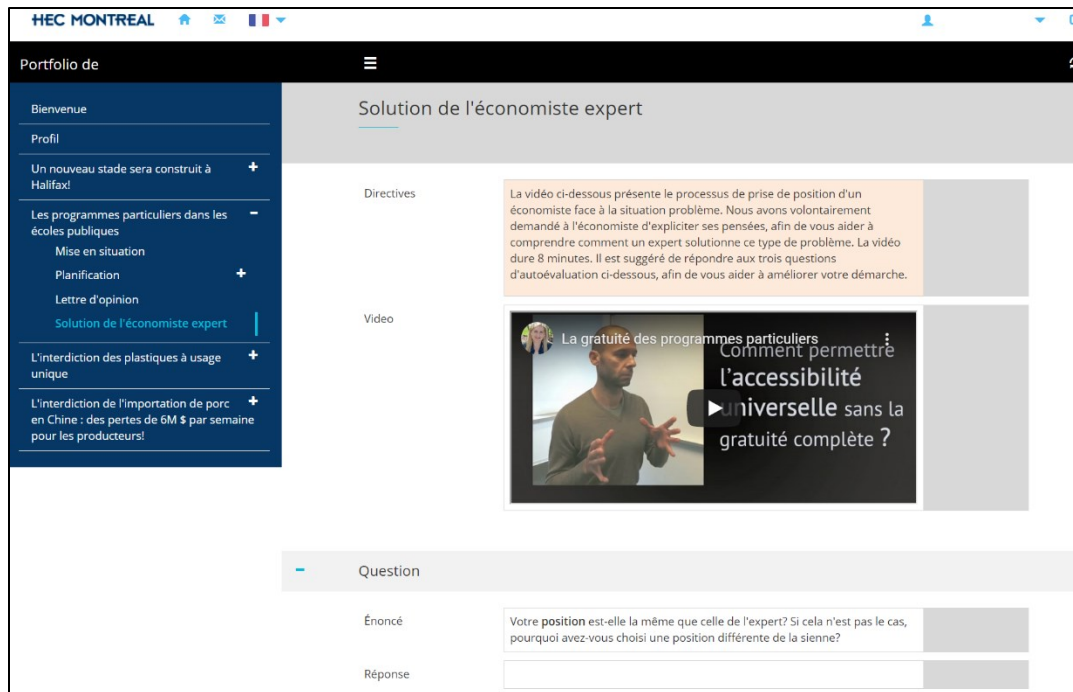 HEC MONTREAL
Portfolio de
Bienvenue
Profil
Un nouveau stade sera construit à
Halifax!
Les programmes particuliers dans les
écoles publiques
Mise en situation
Planification
Lettre d'opinion
Solution de l'économiste expert
L'interdiction des plastiques à usage
unique
L'interdiction de l'importation de porc
en Chine : des pertes de 6M $ par semaine
pour les producteurs!
Solution de l'économiste expert
Directives
La vidéo ci-dessous présente le processus de prise de position d'un
économiste face à la situation problème. Nous avons volontairement
demandé à l'économiste d'expliciter ses pensées, afin de vous aider à
comprendre comment un expert solutionne ce type de problème. La vidéo
dure 8 minutes. Il est suggéré de répondre aux trois questions
d'autoévaluation ci-dessous, afin de vous aider à améliorer votre démarche.
Video
La gratuité des programmes particuliers
Comment permettre
l'accessibilité
universelle sans la
gratuité complète ?
Question
Énoncé
Votre position est-elle la même que celle de l'expert? Si cela n'est pas le cas,
pourquoi avez-vous choisi une position différente de la sienne?
Réponse